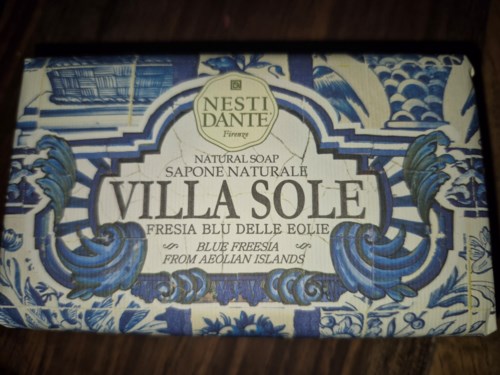 NESTI
DANTE
Firenze
NATURAL SOAP
SAPONE NATURALE
VILLA SOLE
FRESIA BLU DELLE EOLIE
BLUE FREESIA
FROM AEOLIAN ISLANDS